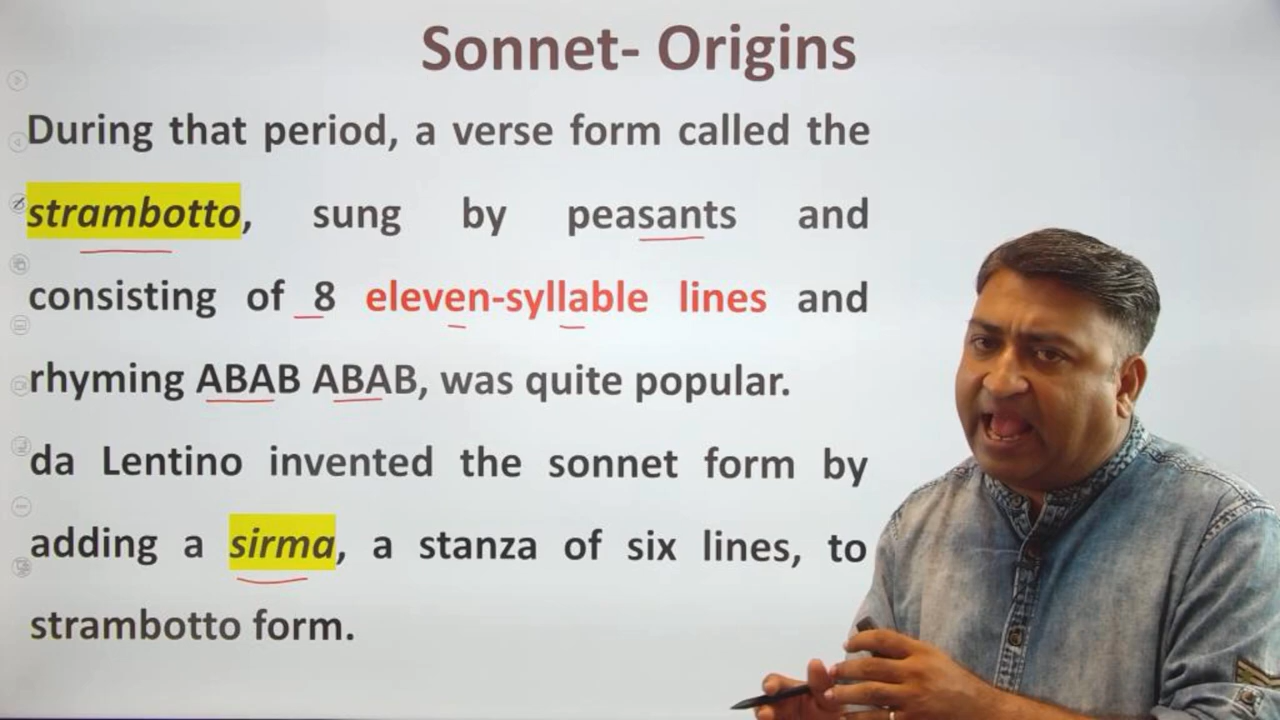 Sonnet- Origins
During that period, a verse form called the
strambotto, sung by peasants and
consisting of 8 eleven-syllable lines and
rhyming ABAB ABAB, was quite popular.
da Lentino invented the sonnet form by
adding a sirma, a stanza of six lines, to
strambotto form.